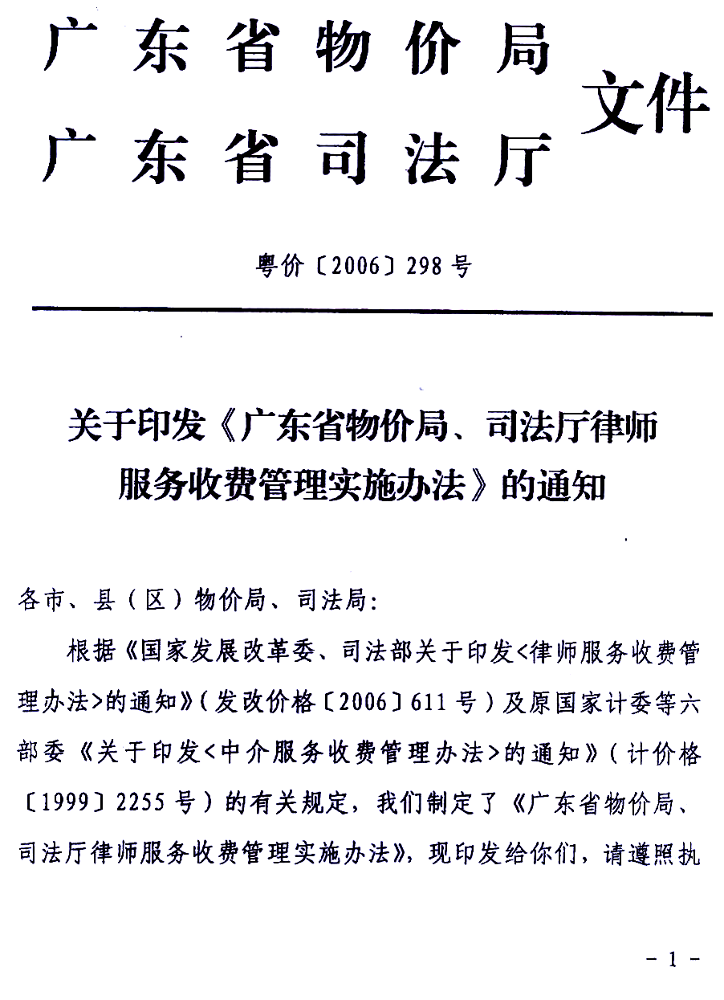 广东省物价局
文件
广东省司法厅
粤价〔2006〕298号
关于印发《广东省物价局、司法厅律师
服务收费管理实施办法》的通知
各市、县（区）物价局、司法局：
根据《国家发展改革委、司法部关于印发<律师服务收费管
理办法>的通知》（发改价格〔2006〕611号）及原国家计委等六
部委《关于印发<中介服务收费管理办法>的通知》（计价格
〔1999〕2255号）的有关规定，我们制定了《广东省物价局、
司法厅律师服务收费管理实施办法》，现印发给你们，请遵照执
- 1 -